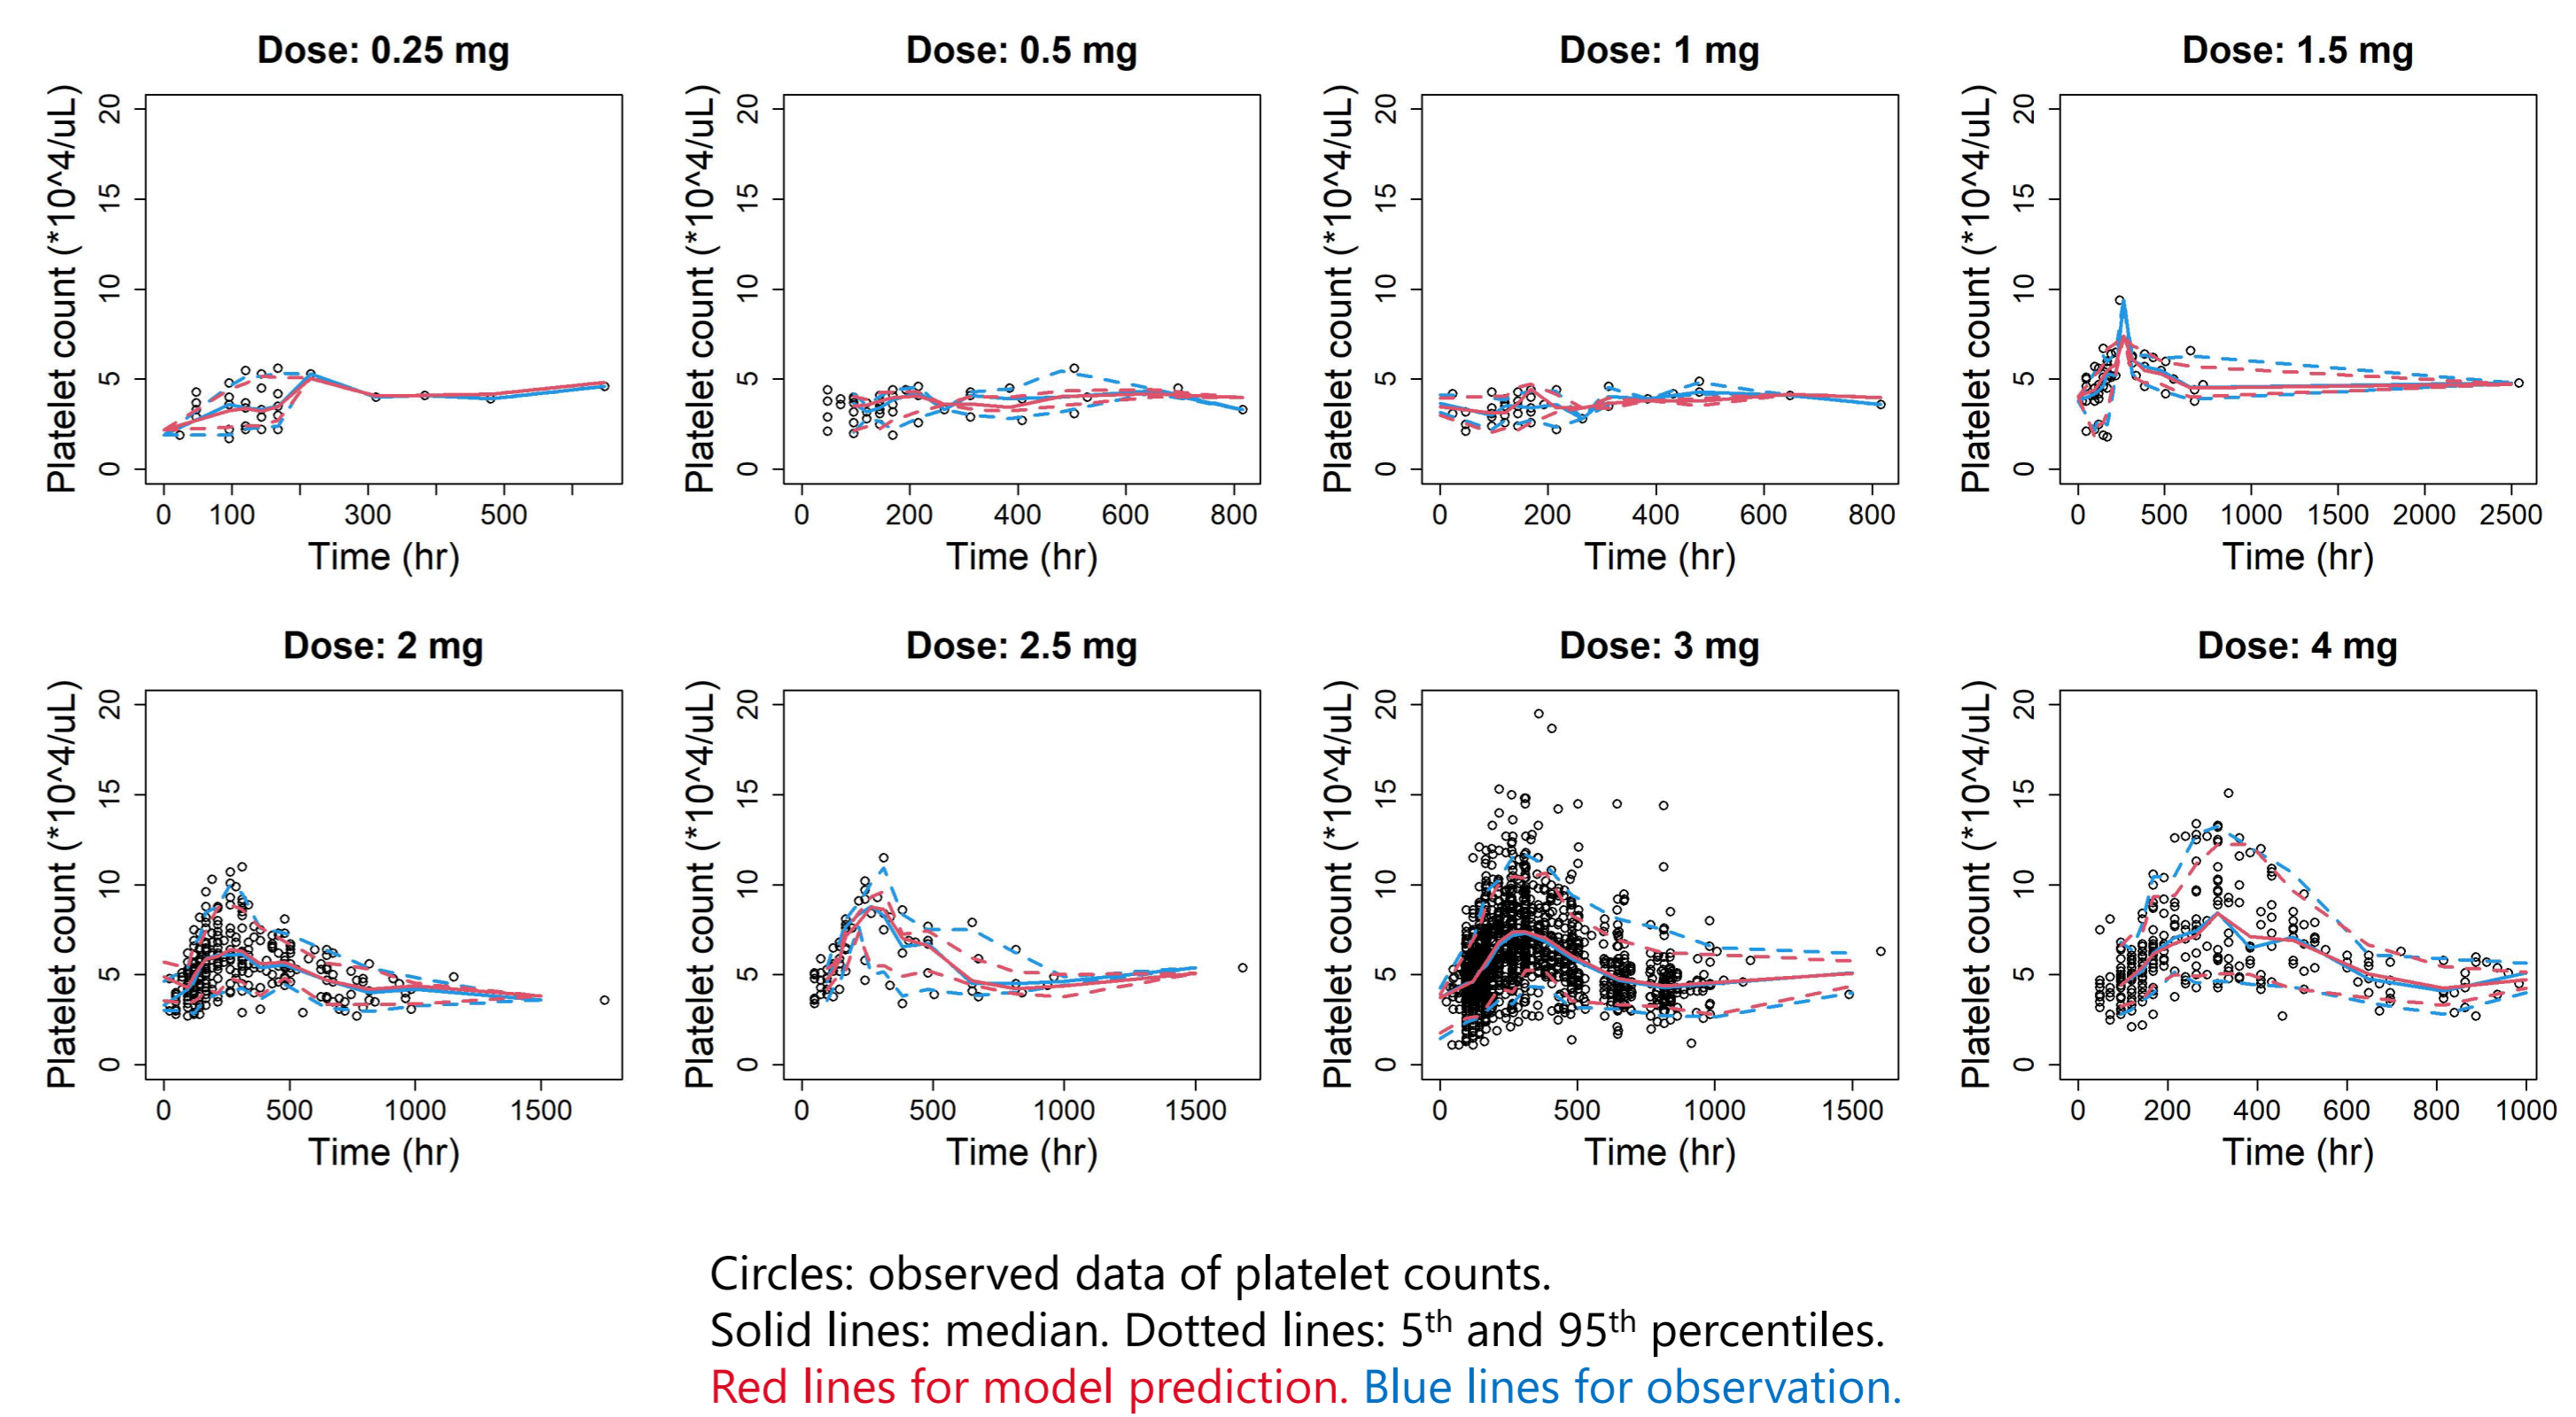 Dose: 0.25 mg
Dose: 0.5 mg
Dose: 1 mg
Dose: 1.5 mg
Platelet count (*10^4/uL)
20
15
10
5
0
0 100 300 500
Time (hr)
Platelet count (*10^4/uL)
20
15
10
5
0
0 200 400 600 800
Time (hr)
Platelet count (*10^4/uL)
20
15
10
5
0
0 200 400 600 800
Time (hr)
Platelet count (*10^4/uL)
20
15
10
5
0
0 500 1000 1500 2000 2500
Time (hr)
Dose: 2 mg
Dose: 2.5 mg
Dose: 3 mg
Dose: 4 mg
Platelet count (*10^4/uL)
20
15
10
5
0
0 500 1000 1500
Time (hr)
Platelet count (*10^4/uL)
20
15
10
5
0
0 500 1000 1500
Time (hr)
Platelet count (*10^4/uL)
20
15
10
5
0
0 500 1000 1500
Time (hr)
Platelet count (*10^4/uL)
20
15
10
5
0
0 200 400 600 800 1000
Time (hr)
Circles: observed data of platelet counts.
Solid lines: median. Dotted lines: 5th and 95th percentiles.
Red lines for model prediction. Blue lines for observation.